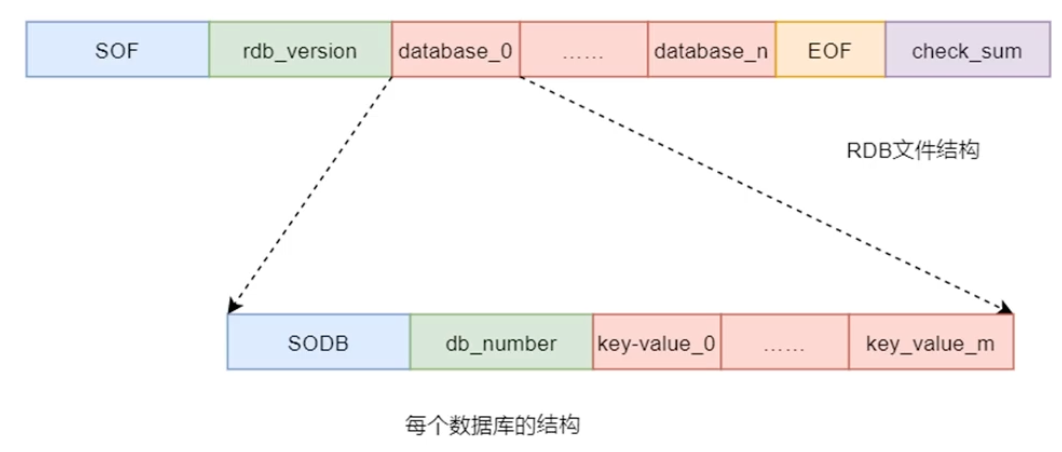 SOF rdb_version database_0 …… database_n EOF check_sum
RDB文件结构
SODB db_number key-value_0 …… key_value_m
每个数据库的结构